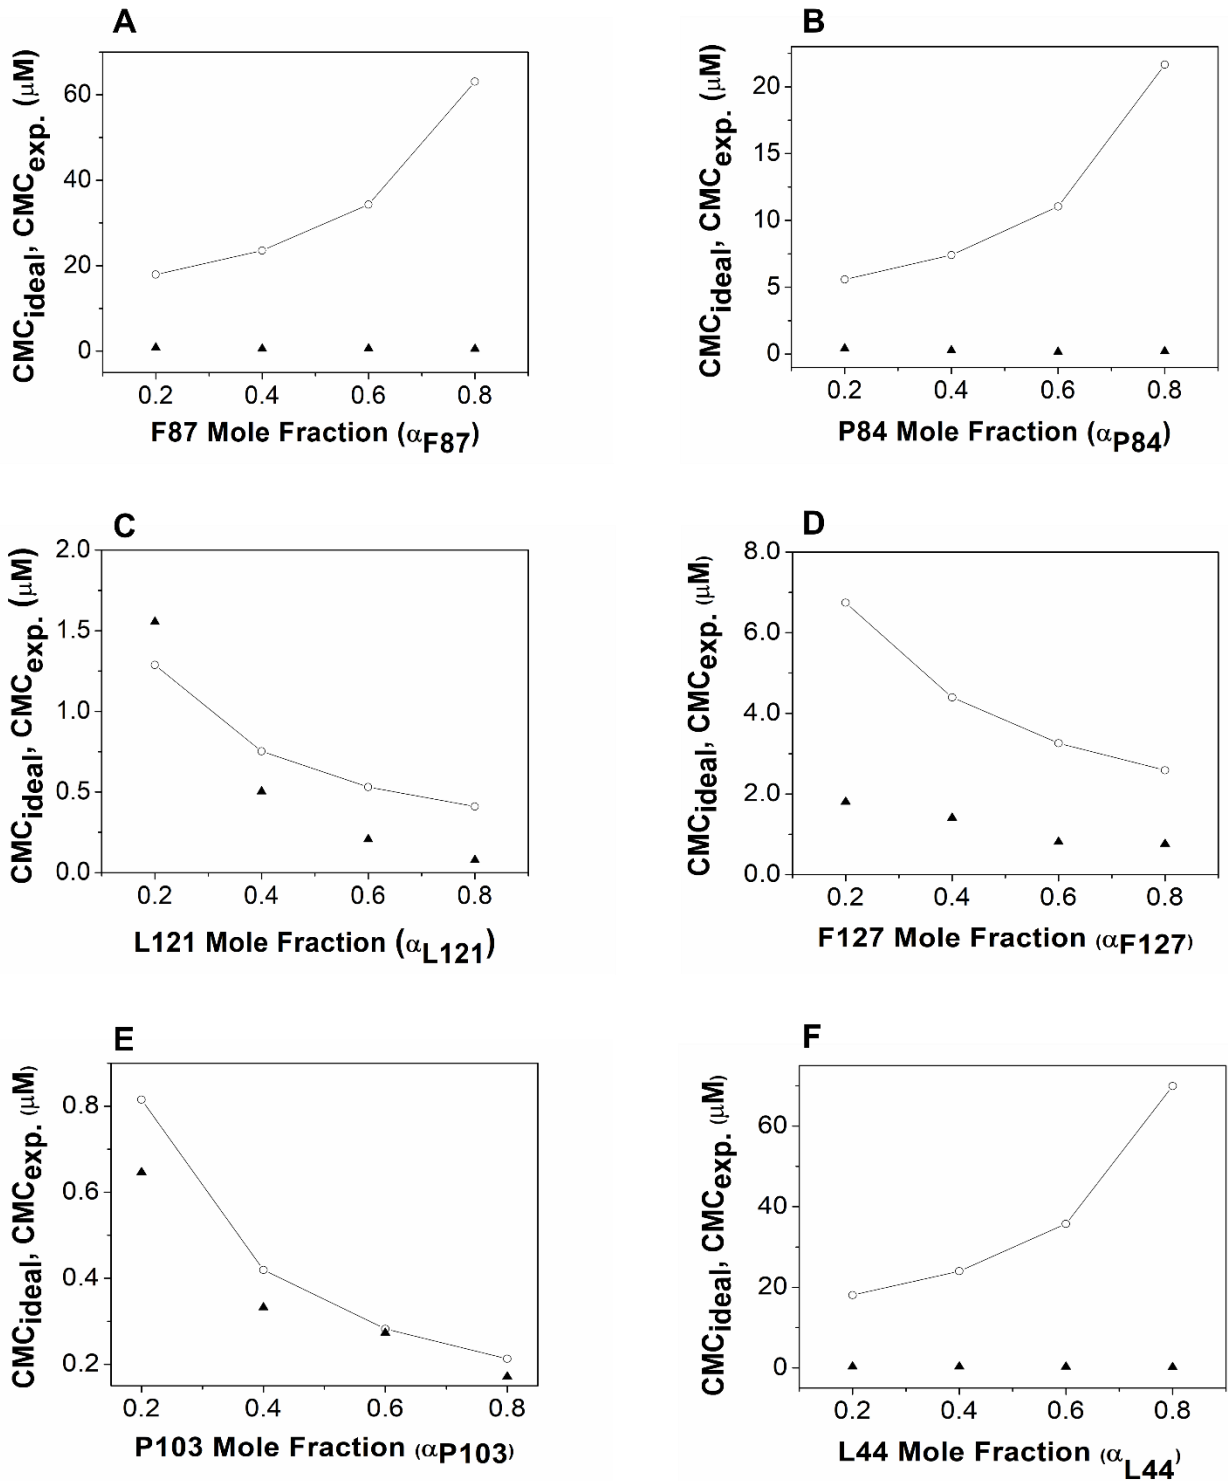 A
CMCideal, CMCexp. (μM)
60
40
20
0
0.2 0.4 0.6 0.8
F87 Mole Fraction (αF87)
B
CMCideal, CMCexp. (μM)
20
15
10
5
0
0.2 0.4 0.6 0.8
P84 Mole Fraction (αP84)
C
CMCideal, CMCexp. (μM)
2.0
1.5
1.0
0.5
0.0
0.2 0.4 0.6 0.8
L121 Mole Fraction (αL121)
D
CMCideal, CMCexp. (μM)
8.0
6.0
4.0
2.0
0.0
0.2 0.4 0.6 0.8
F127 Mole Fraction (αF127)
E
CMCideal, CMCexp. (μM)
0.8
0.6
0.4
0.2
0.2 0.4 0.6 0.8
P103 Mole Fraction (αP103)
F
CMCideal, CMCexp. (μM)
60
40
20
0
0.2 0.4 0.6 0.8
L44 Mole Fraction (αL44)